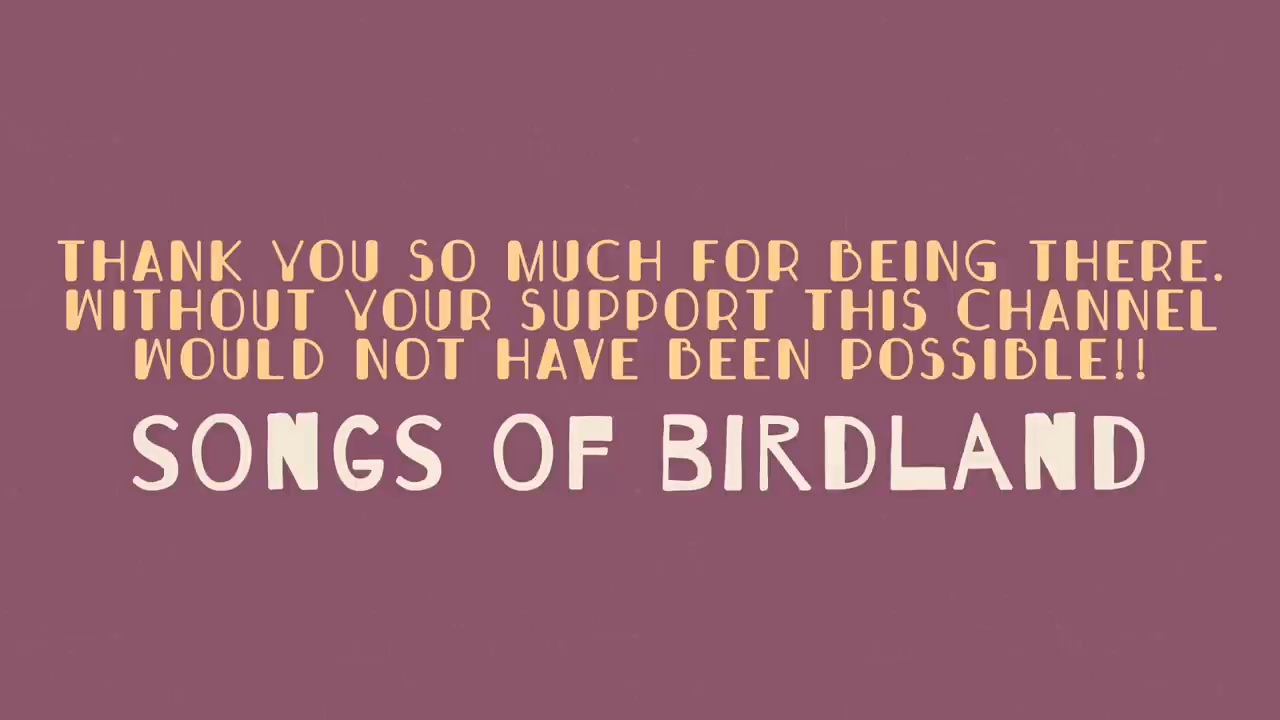 THANK YOU SO MUCH FOR BEING THERE.
WITHOUT YOUR SUPPORT THIS CHANNEL
WOULD NOT HAVE BEEN POSSIBLE!!
SONGS OF BIRDLAND